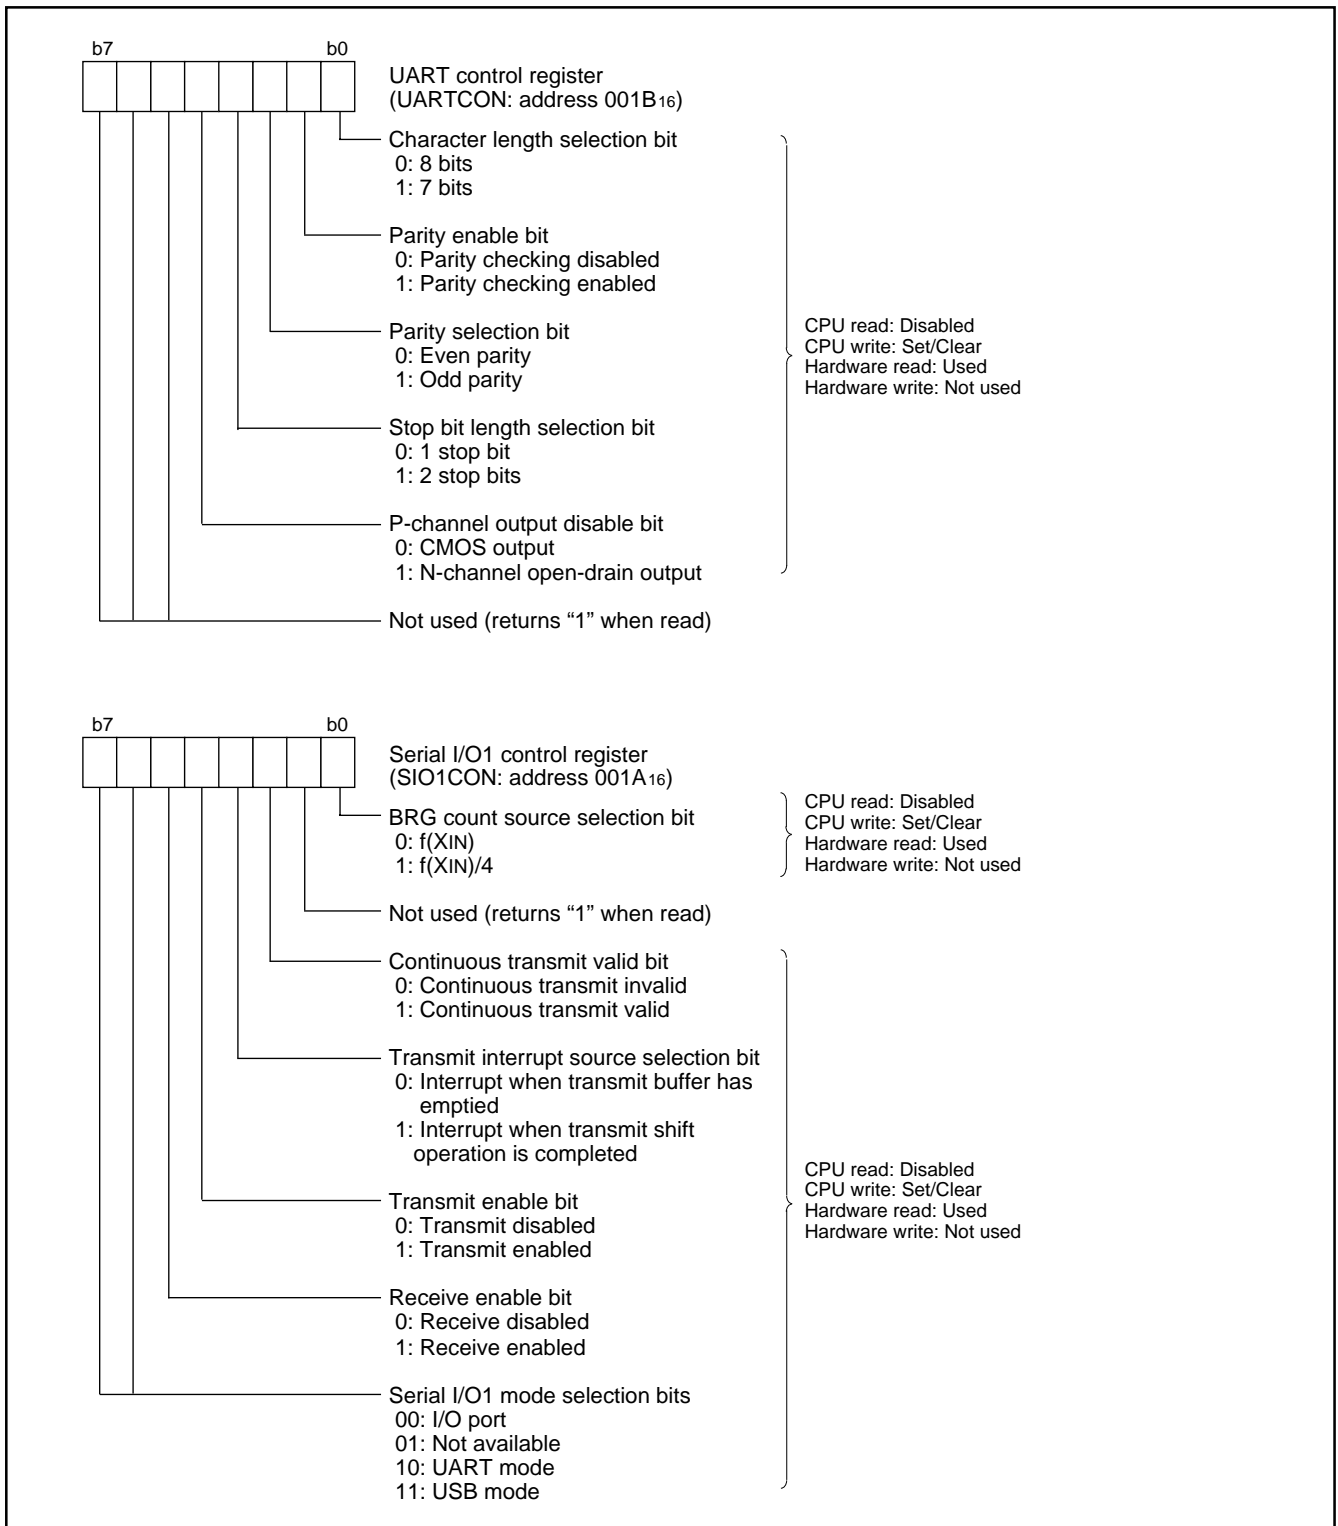 b7 b0
UART control register
(UARTCON: address 001B16)
Character length selection bit
0: 8 bits
1: 7 bits
Parity enable bit
0: Parity checking disabled
1: Parity checking enabled
Parity selection bit
0: Even parity
1: Odd parity
Stop bit length selection bit
0: 1 stop bit
1: 2 stop bits
P-channel output disable bit
0: CMOS output
1: N-channel open-drain output
CPU read: Disabled
CPU write: Set/Clear
Hardware read: Used
Hardware write: Not used
Not used (returns “1” when read)
b7 b0
Serial I/O1 control register
(SIO1CON: address 001A16)
BRG count source selection bit
0: f(XIN)
1: f(XIN)/4
CPU read: Disabled
CPU write: Set/Clear
Hardware read: Used
Hardware write: Not used
Not used (returns “1” when read)
Continuous transmit valid bit
0: Continuous transmit invalid
1: Continuous transmit valid
Transmit interrupt source selection bit
0: Interrupt when transmit buffer has
emptied
1: Interrupt when transmit shift
operation is completed
Transmit enable bit
0: Transmit disabled
1: Transmit enabled
Receive enable bit
0: Receive disabled
1: Receive enabled
Serial I/O1 mode selection bits
00: I/O port
01: Not available
10: UART mode
11: USB mode
CPU read: Disabled
CPU write: Set/Clear
Hardware read: Used
Hardware write: Not used